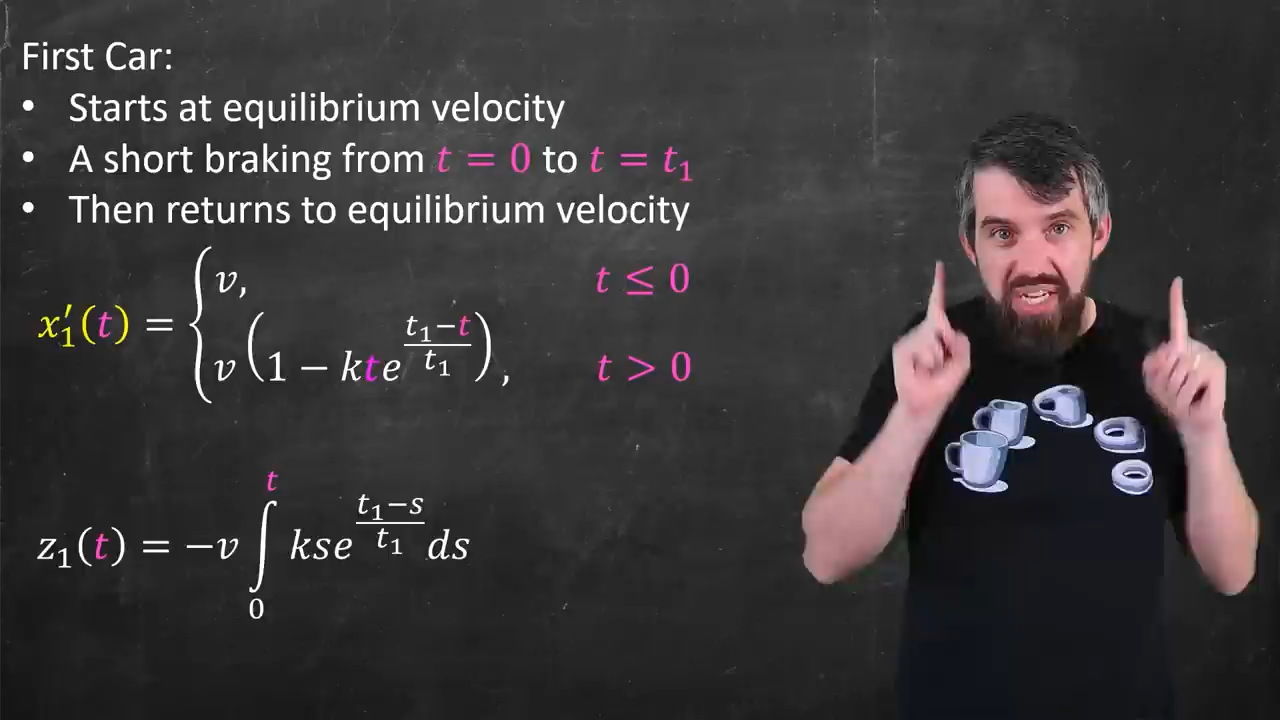 First Car:
• Starts at equilibrium velocity
• A short braking from t = 0 to t = t₁
• Then returns to equilibrium velocity
x₁′(t) = { v, t ≤ 0
v(1 − kte^((t₁−t)/t₁)), t > 0
z₁(t) = −v ∫₀ᵗ kse^((t₁−s)/t₁) ds